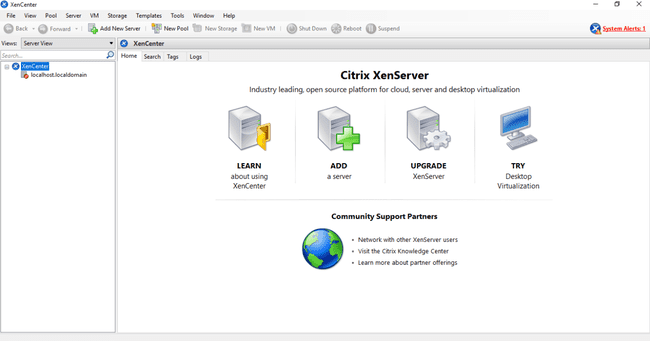 XenCenter
File View Pool Server VM Storage Templates Tools Window Help
Back Forward Add New Server New Pool New Storage New VM Shut Down Reboot Suspend System Alerts: 1
Views: Server View
XenCenter
Search...
Home Search Tags Logs
XenCenter
localhost.localdomain
Citrix XenServer
Industry leading, open source platform for cloud, server and desktop virtualization
LEARN ADD UPGRADE TRY
about using a server XenServer Desktop
XenCenter Virtualization
Community Support Partners
• Network with other XenServer users
• Visit the Citrix Knowledge Center
• Learn more about partner offerings